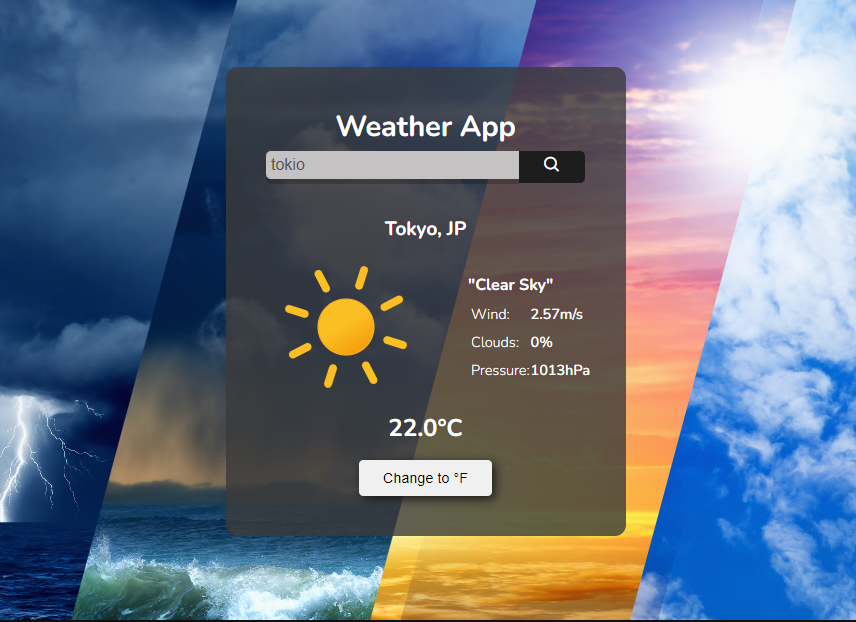 Weather App
tokio
Tokyo, JP
"Clear Sky"
Wind: 2.57m/s
Clouds: 0%
Pressure:1013hPa
22.0°C
Change to °F